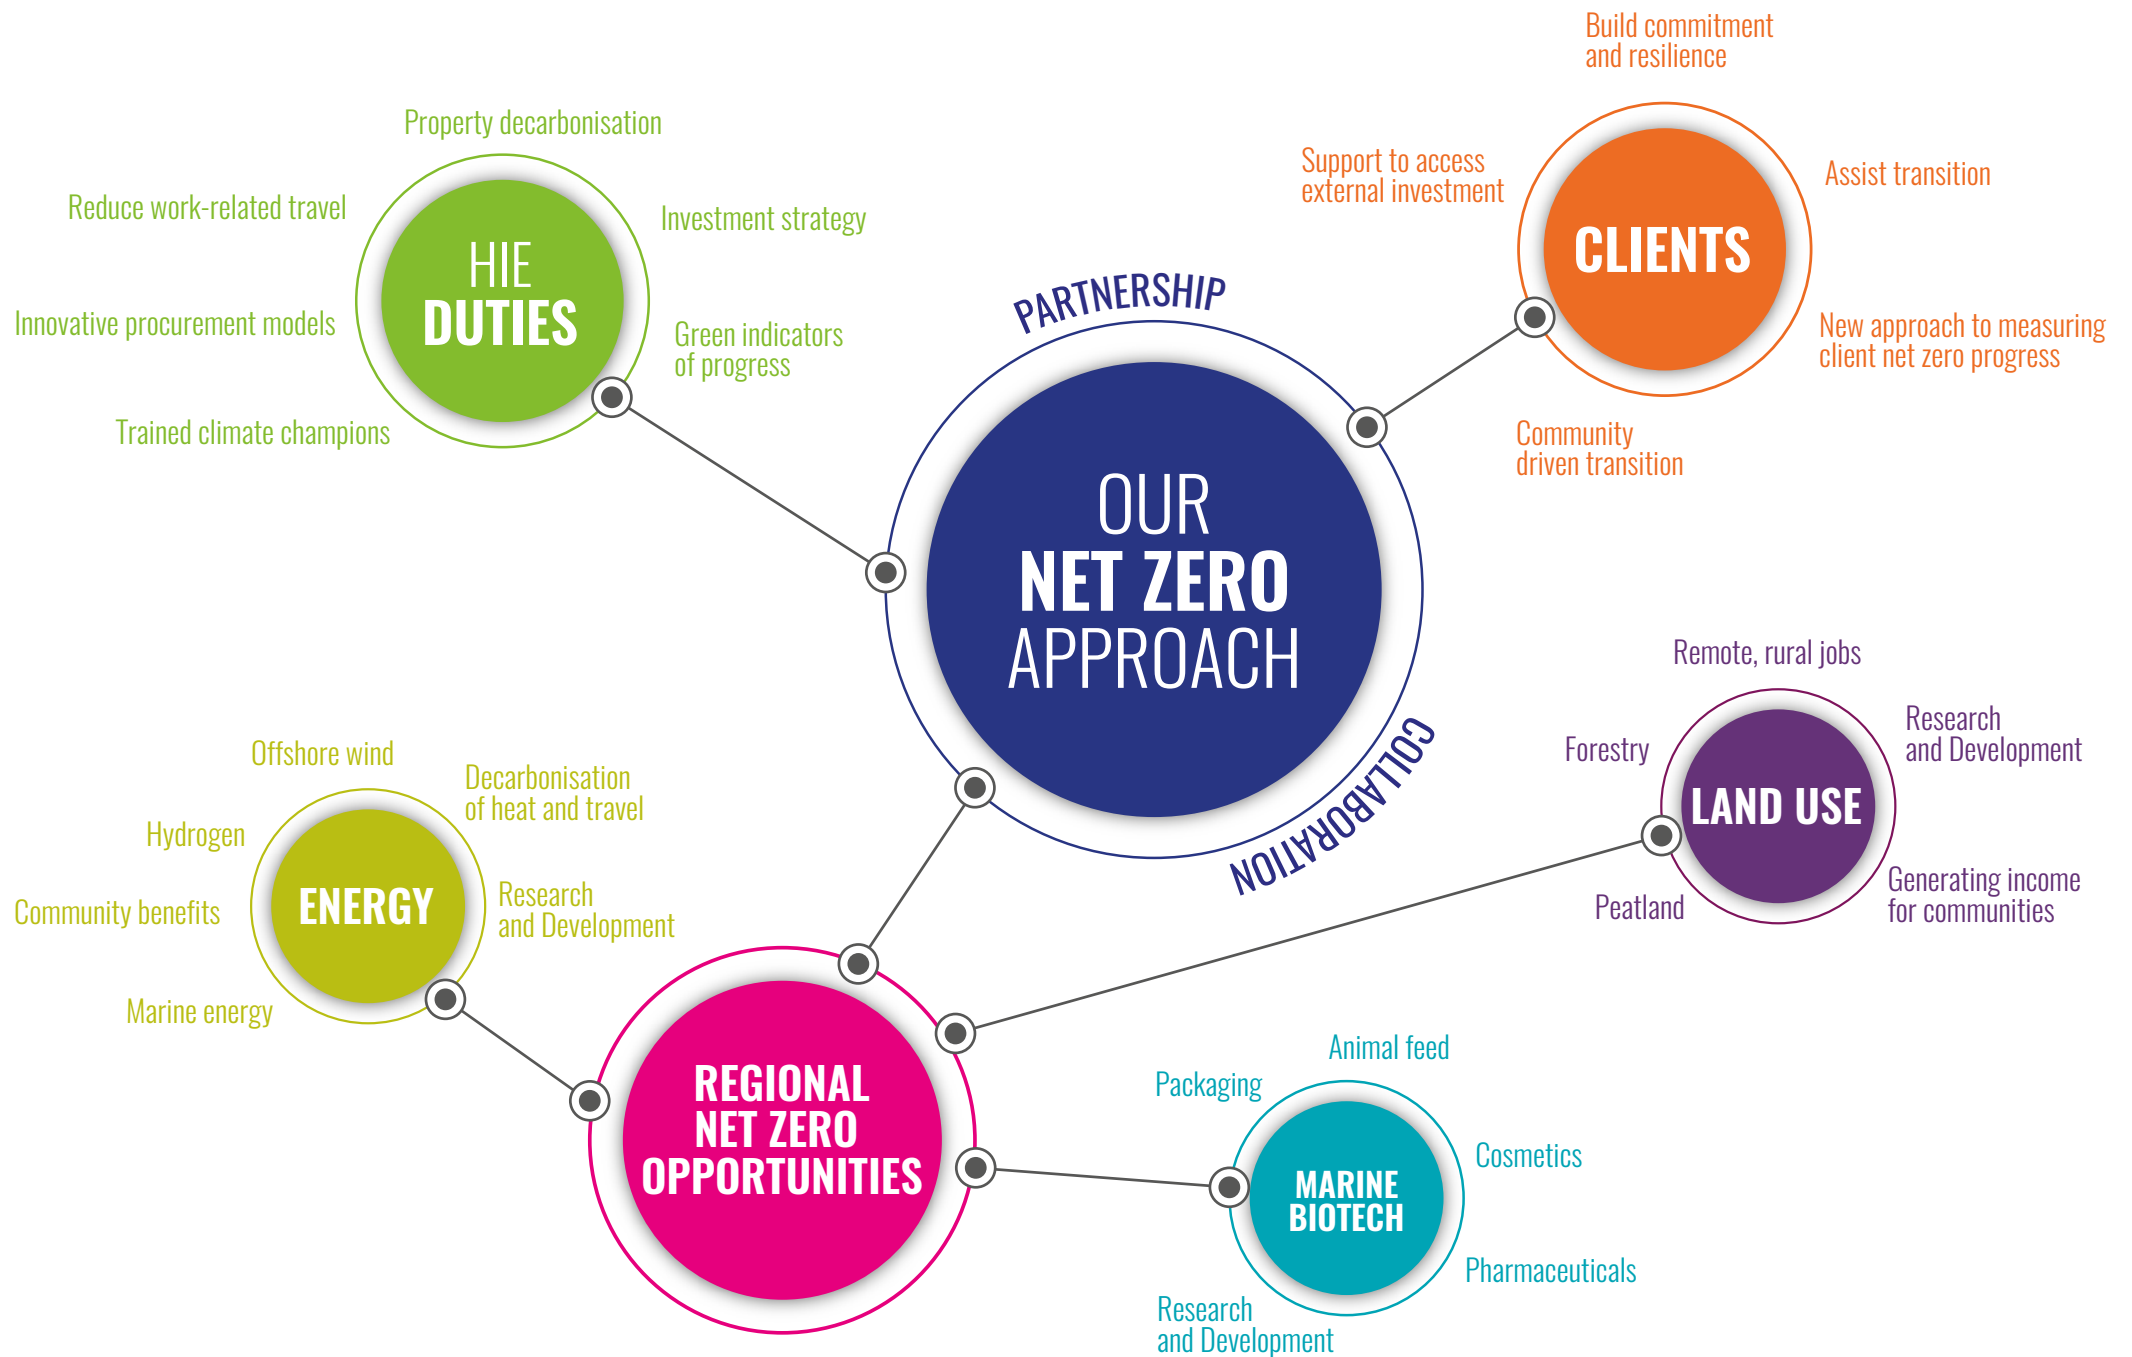 Build commitment
and resilience
Support to access
external investment
Assist transition
CLIENTS
New approach to measuring
client net zero progress
Community
driven transition
Property decarbonisation
Reduce work-related travel
Investment strategy
HIE
DUTIES
Innovative procurement models
Green indicators
of progress
Trained climate champions
PARTNERSHIP
OUR
NET ZERO
APPROACH
COLLABORATION
Remote, rural jobs
Forestry
Research
and Development
LAND USE
Peatland
Generating income
for communities
Offshore wind
Decarbonisation
of heat and travel
Hydrogen
ENERGY
Community benefits
Research
and Development
Marine energy
REGIONAL
NET ZERO
OPPORTUNITIES
Animal feed
Packaging
Cosmetics
MARINE
BIOTECH
Pharmaceuticals
Research
and Development